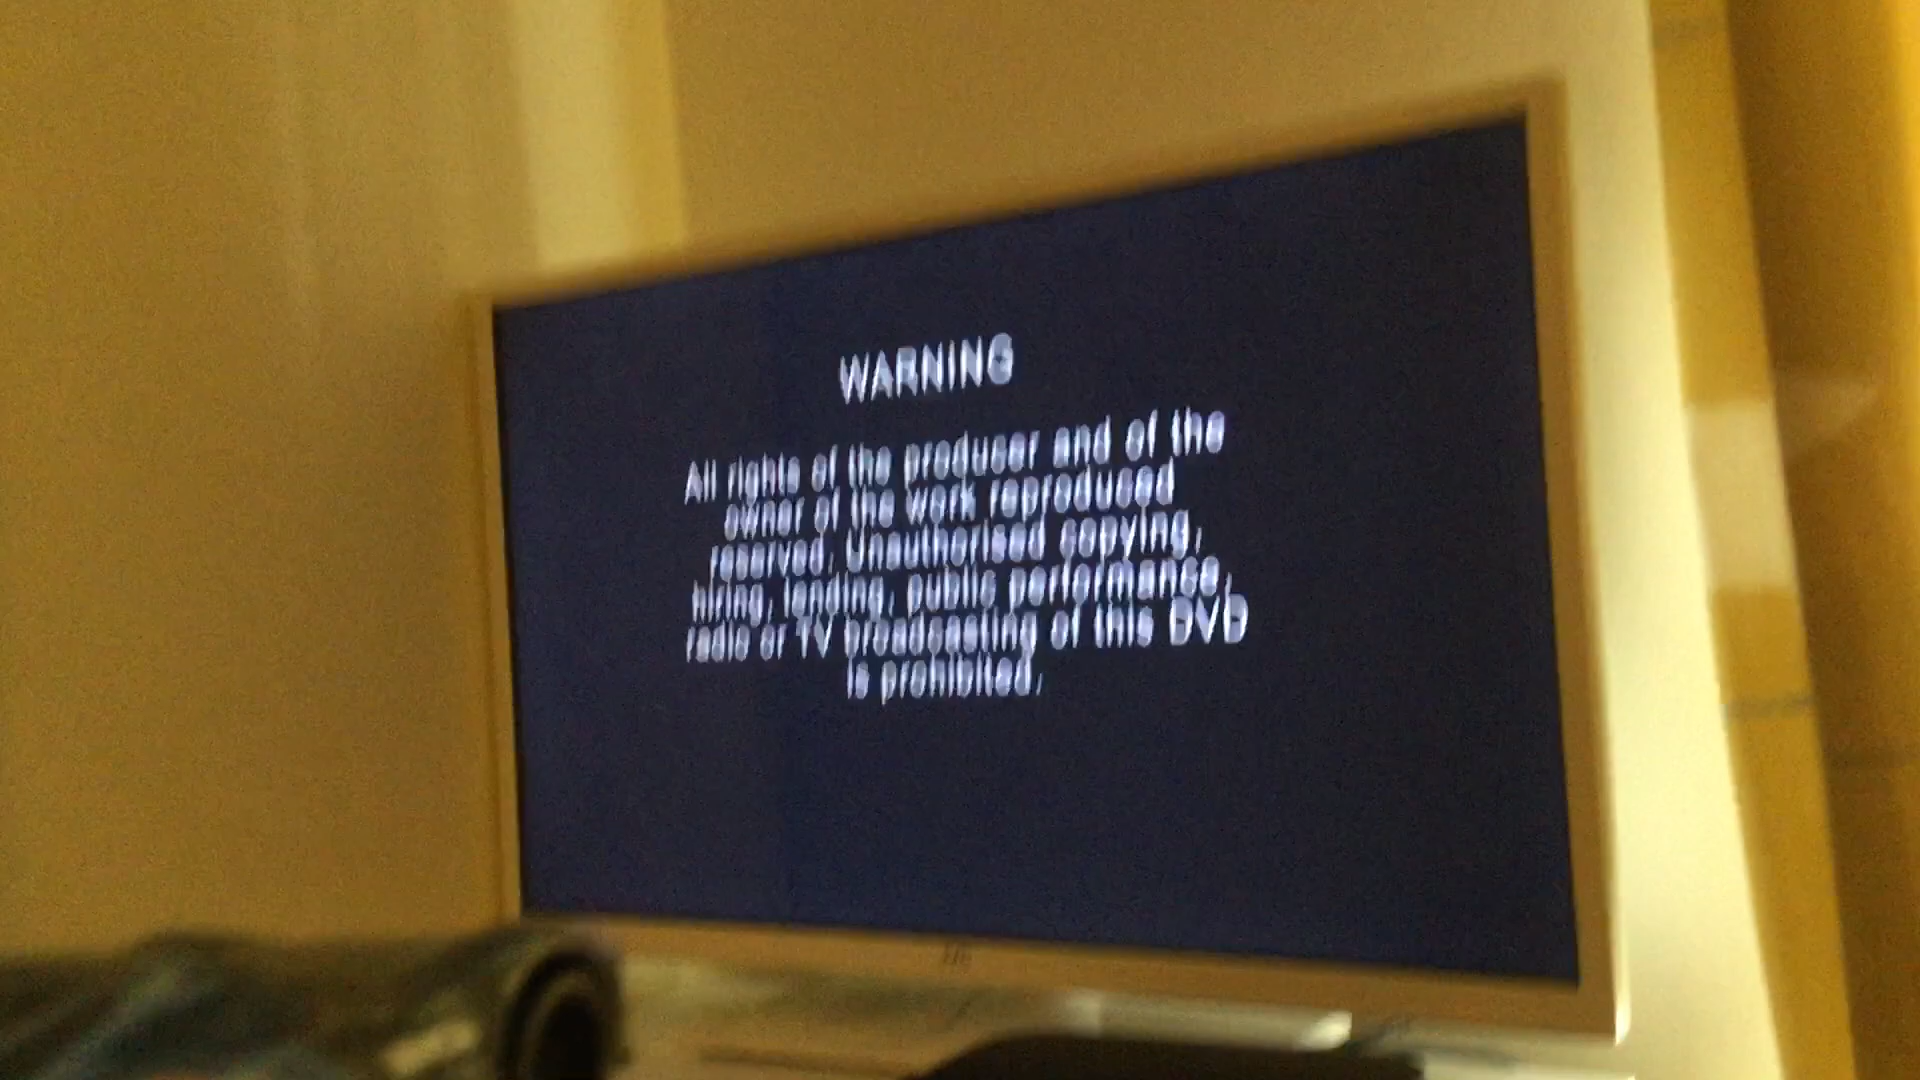 WARNING
All rights of the producer and of the
owner of the work reproduced
reserved. Unauthorised copying,
hiring, lending, public performance,
radio or TV broadcasting of this DVD
is prohibited.